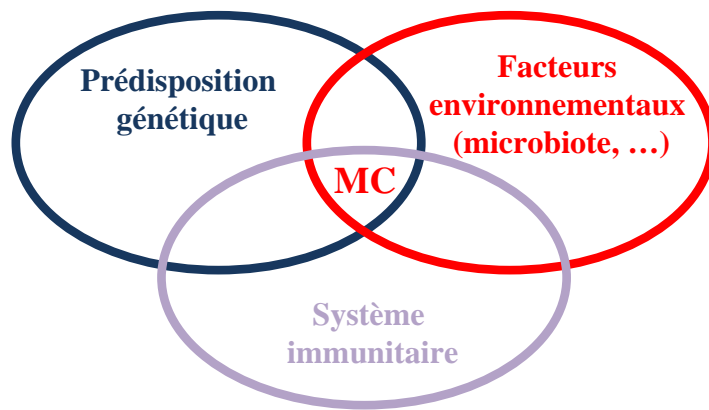 Prédisposition
génétique
Facteurs
environnementaux
(microbiote, …)
MC
Système
immunitaire